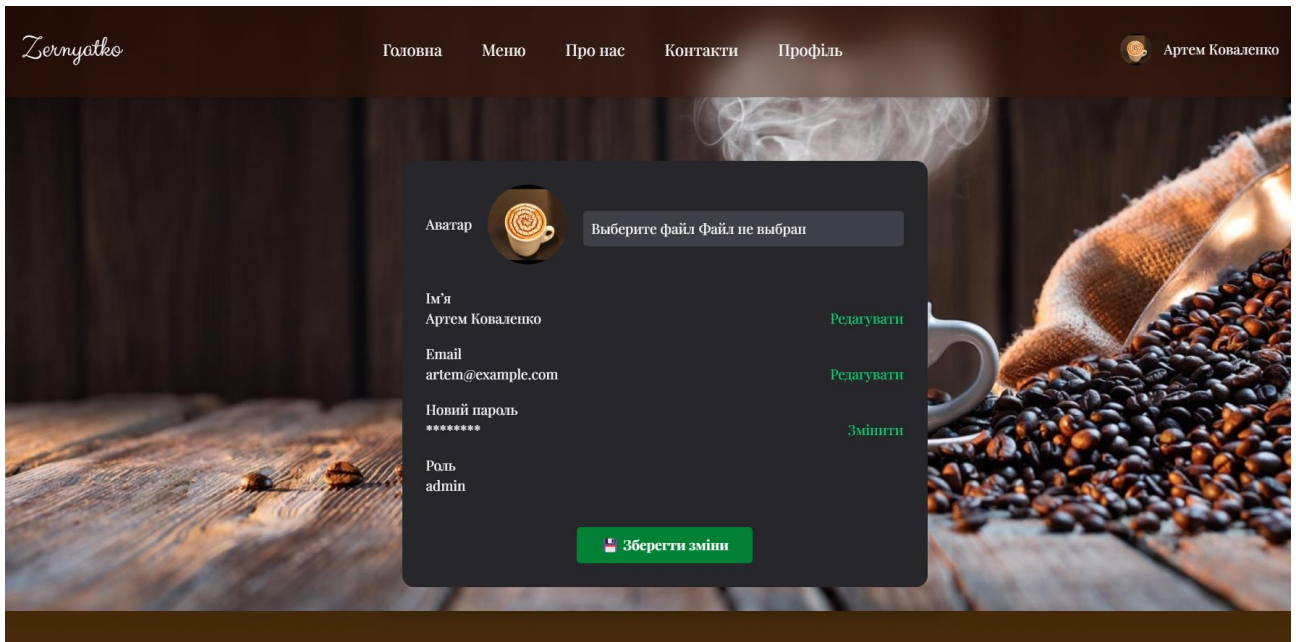 Zernyatko
Головна Меню Про нас Контакти Профіль
Артем Коваленко
Аватар
Выберите файл Файл не выбран
Ім'я
Артем Коваленко
Редагувати
Email
artem@example.com
Редагувати
Новий пароль
********
Змінити
Роль
admin
💾 Зберегти зміни